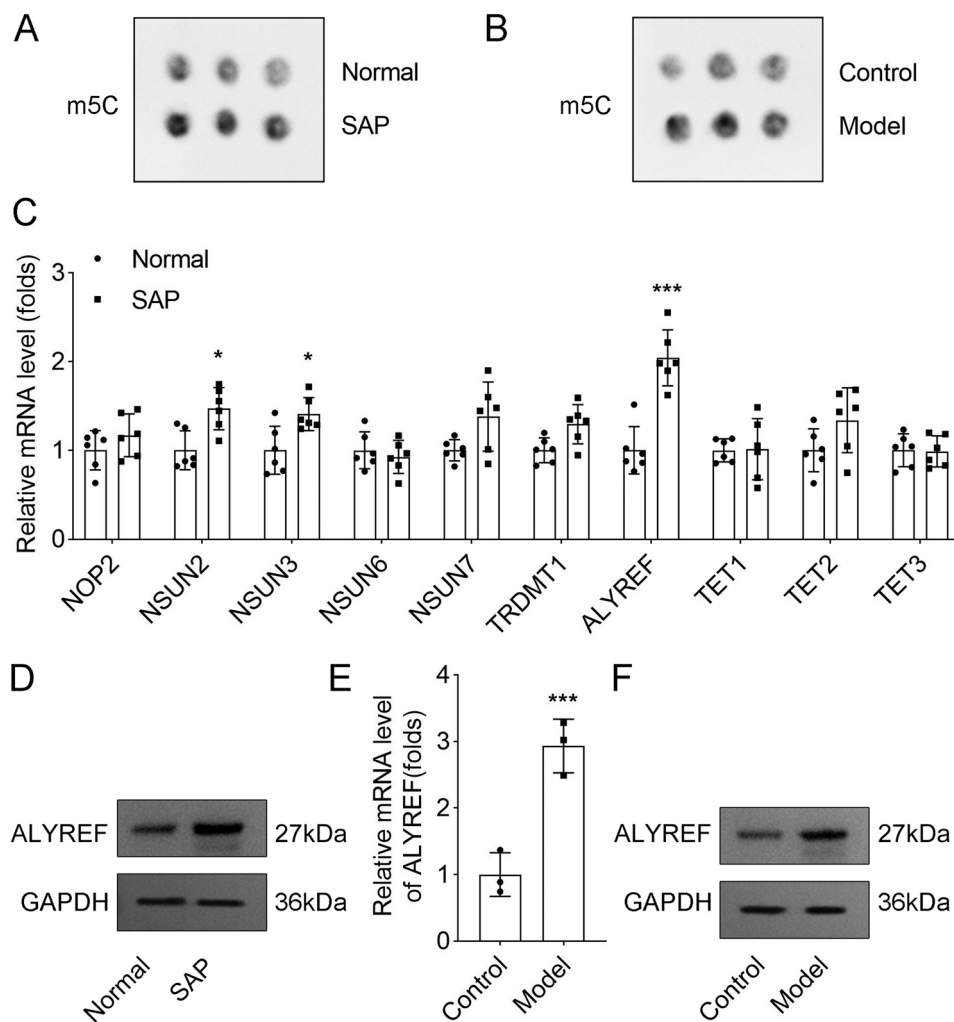 A
m5C
Normal
SAP
B
m5C
Control
Model
C
Normal
SAP
Relative mRNA level (folds)
3
2
1
0
*
*
***
NOP2
NSUN2
NSUN3
NSUN6
NSUN7
TRDMT1
ALYREF
TET1
TET2
TET3
D
ALYREF
27kDa
GAPDH
36kDa
Normal
SAP
E
Relative mRNA level
of ALYREF(folds)
4
3
2
1
0
***
Control
Model
F
ALYREF
27kDa
GAPDH
36kDa
Control
Model